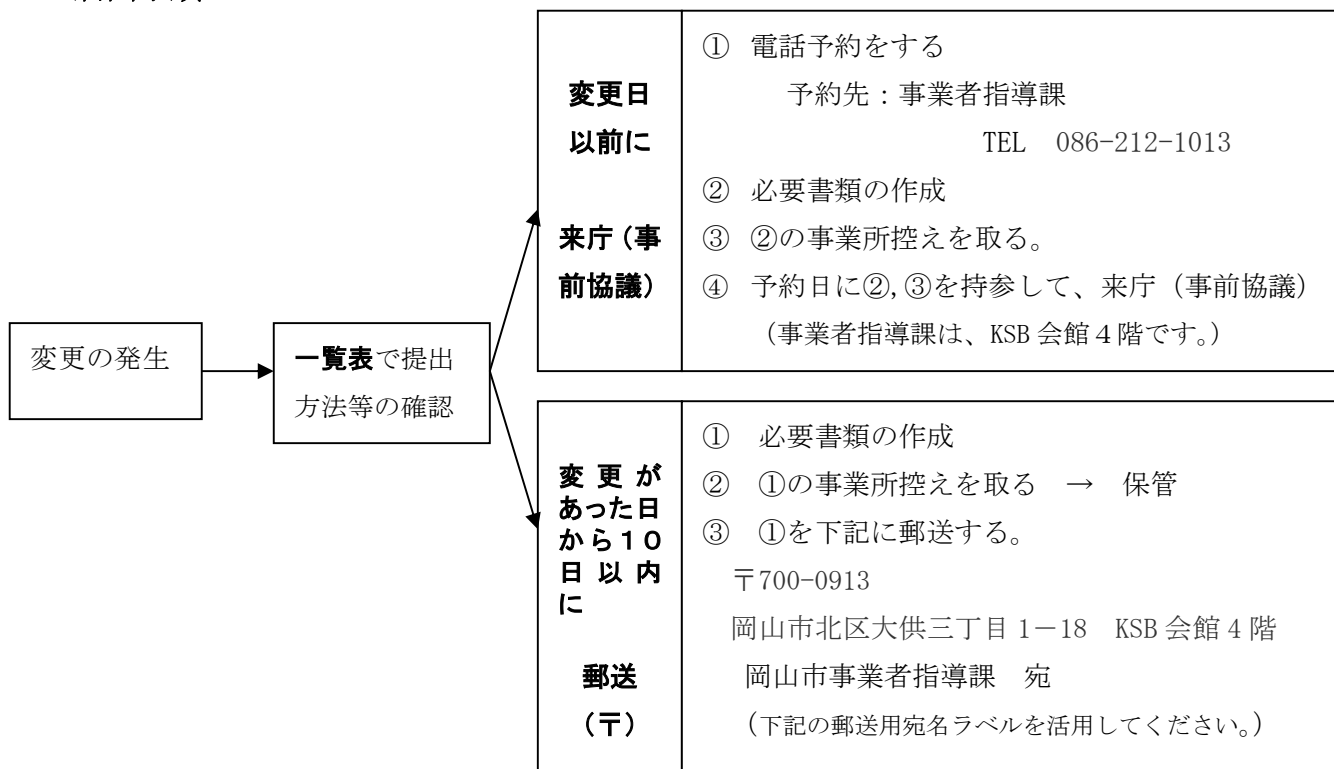 変更の発生
一覧表で提出
方法等の確認
変更日
以前に
来庁（事
前協議）
① 電話予約をする
予約先：事業者指導課
TEL 086-212-1013
② 必要書類の作成
③ ②の事業所控えを取る。
④ 予約日に②,③を持参して、来庁（事前協議）
（事業者指導課は、KSB 会館４階です。）
変更が
あった日
から１０
日以内
に
郵送
（〒）
① 必要書類の作成
② ①の事業所控えを取る → 保管
③ ①を下記に郵送する。
〒700-0913
岡山市北区大供三丁目 1－18 KSB 会館 4 階
岡山市事業者指導課 宛
（下記の郵送用宛名ラベルを活用してください。）